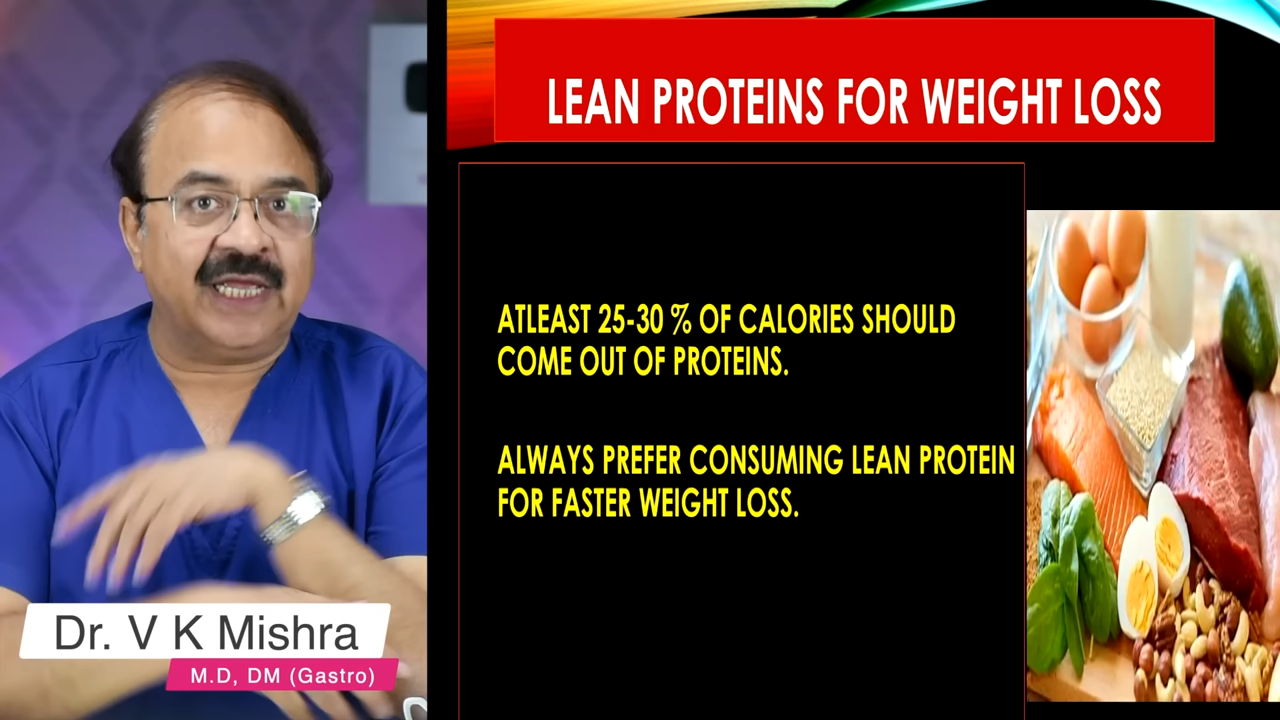 LEAN PROTEINS FOR WEIGHT LOSS
ATLEAST 25-30 % OF CALORIES SHOULD
COME OUT OF PROTEINS.
ALWAYS PREFER CONSUMING LEAN PROTEIN
FOR FASTER WEIGHT LOSS.
Dr. V K Mishra
M.D, DM (Gastro)